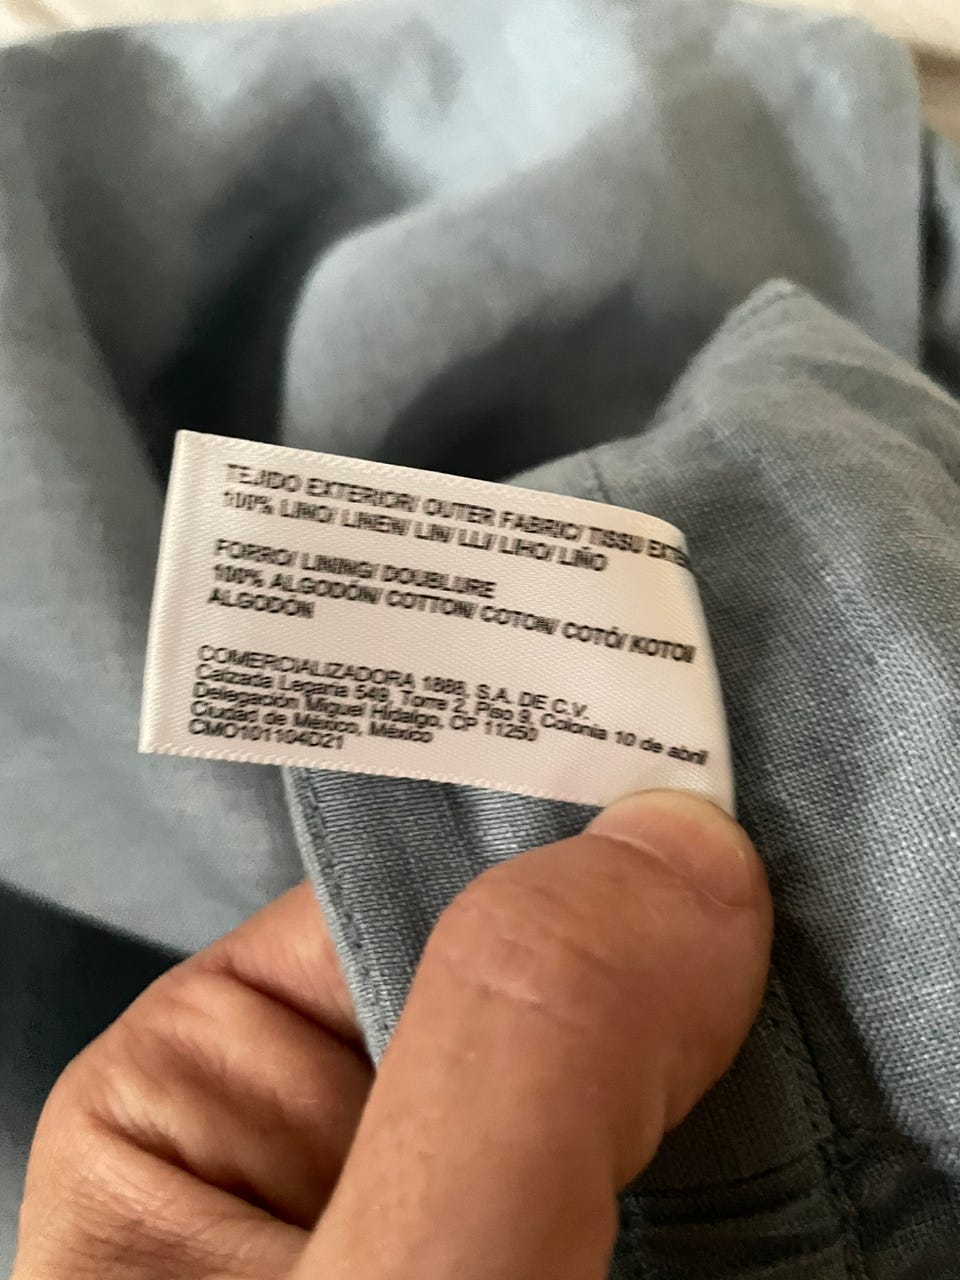 TEJIDO EXTERIOR/ OUTER FABRIC/ TISSU
100% LINO/ LINEN/ LIN/ LLI/ LIHO/ LIÑO
FORRO/ LINING/ DOUBLURE
100% ALGODÓN/ COTTON/ COTON/ COTÓ/ KOTOI
ALGODÓN
COMERCIALIZADORA 1888, S.A. DE C.V.
Calzada Legaria 549, Torre 2, Piso 9, Colonia 10 de abril
Delegación Miguel Hidalgo, CP 11250
Ciudad de México, México
CMO101104D21